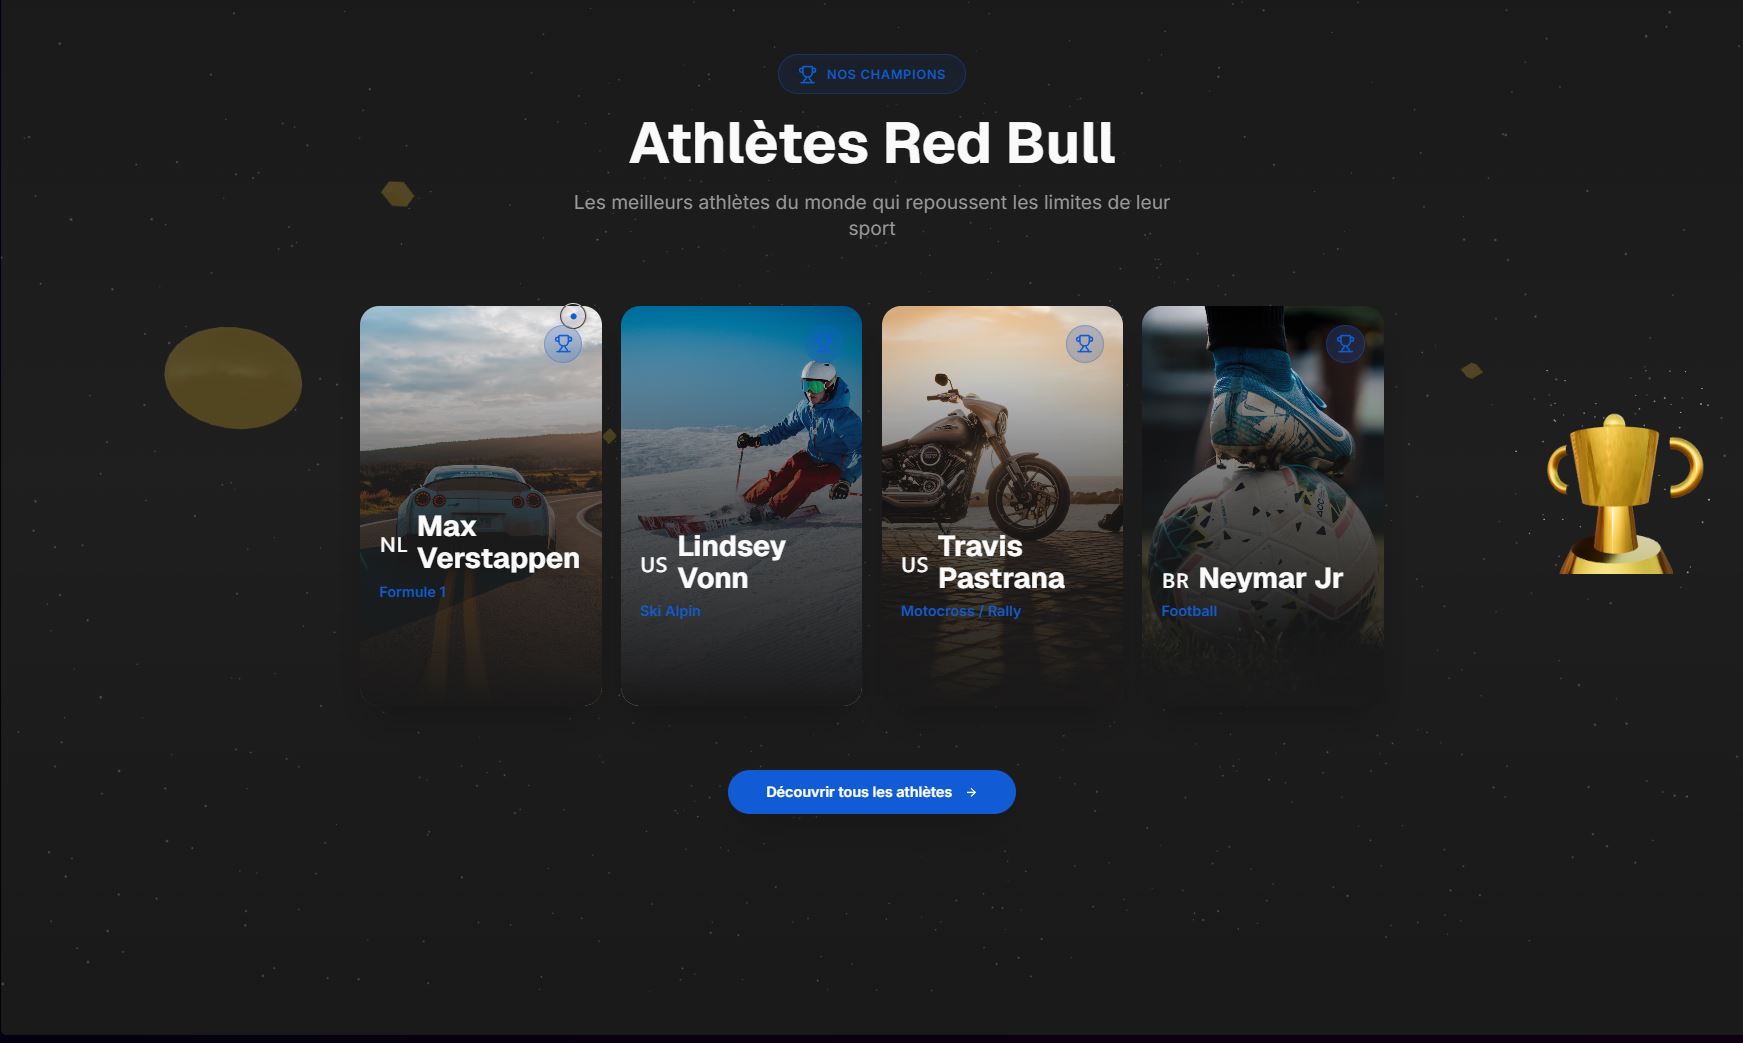 NOS CHAMPIONS
Athlètes Red Bull
Les meilleurs athlètes du monde qui repoussent les limites de leur
sport
NL Max
Verstappen
Formule 1
US Lindsey
Vonn
Ski Alpin
US Travis
Pastrana
Motocross / Rally
BR Neymar Jr
Football
Découvrir tous les athlètes →